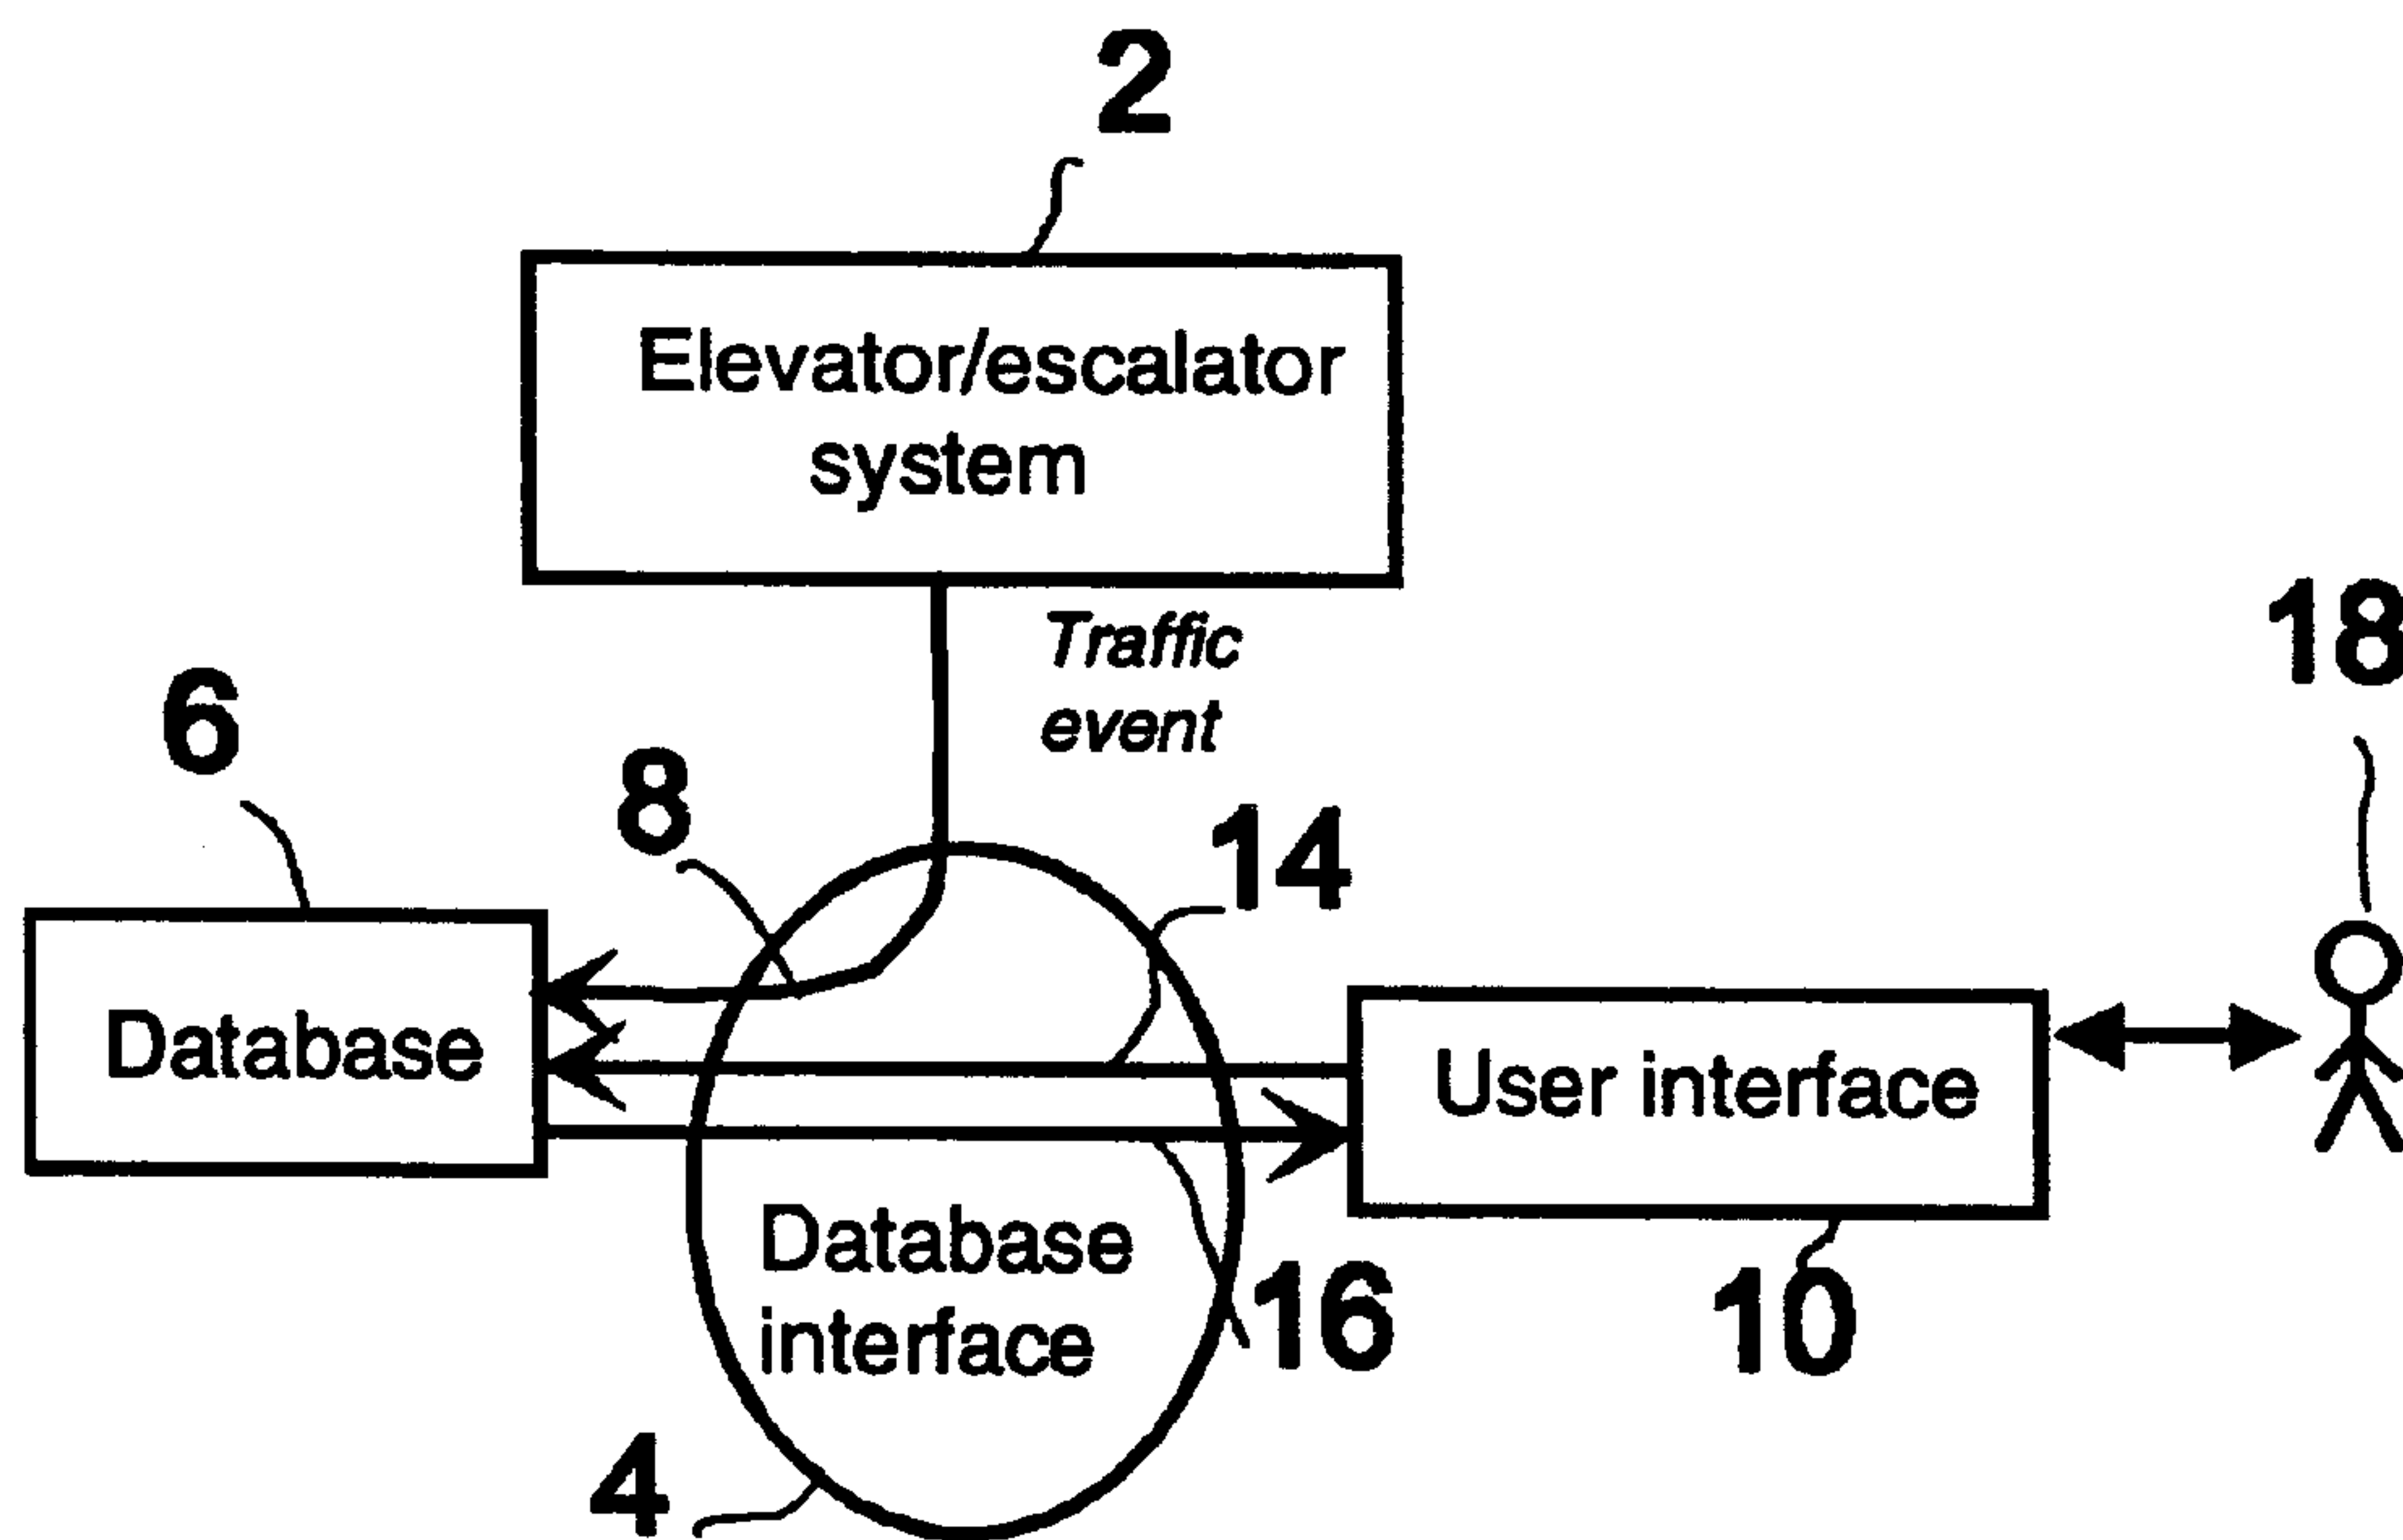 2
Elevator/escalator
system
Traffic
event
18
6
8
14
Database
User interface
Database
interface
16
10
4